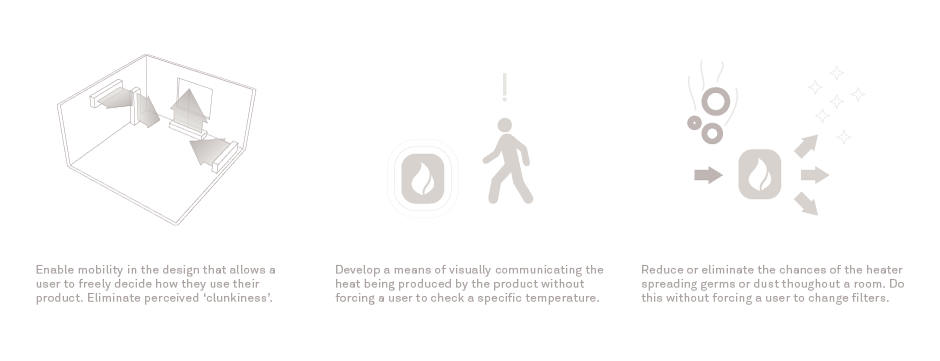 Enable mobility in the design that allows a
user to freely decide how they use their
product. Eliminate perceived ‘clunkiness’.
Develop a means of visually communicating the
heat being produced by the product without
forcing a user to check a specific temperature.
Reduce or eliminate the chances of the heater
spreading germs or dust thoughout a room. Do
this without forcing a user to change filters.